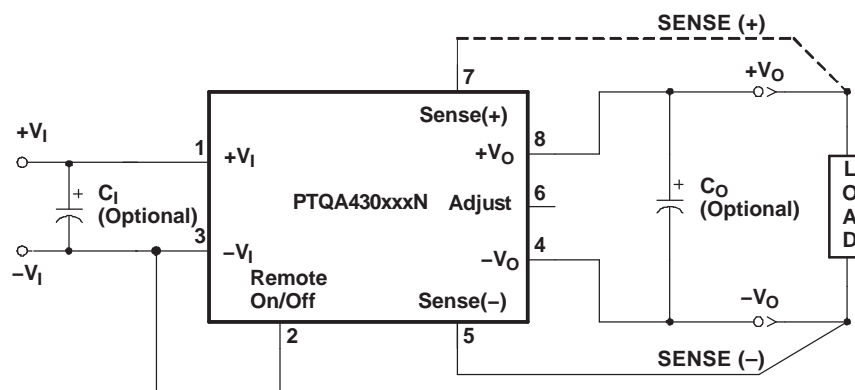 SENSE (+)
7
+VO
Sense(+)
8
+VI
1
+VI
+VO
+
CI
(Optional)
PTQA430xxxN
Adjust
6
+
CO
(Optional)
LOAD
3
4
–VI
–VI
–VO
Remote
On/Off
Sense(–)
–VO
2
5
SENSE (–)